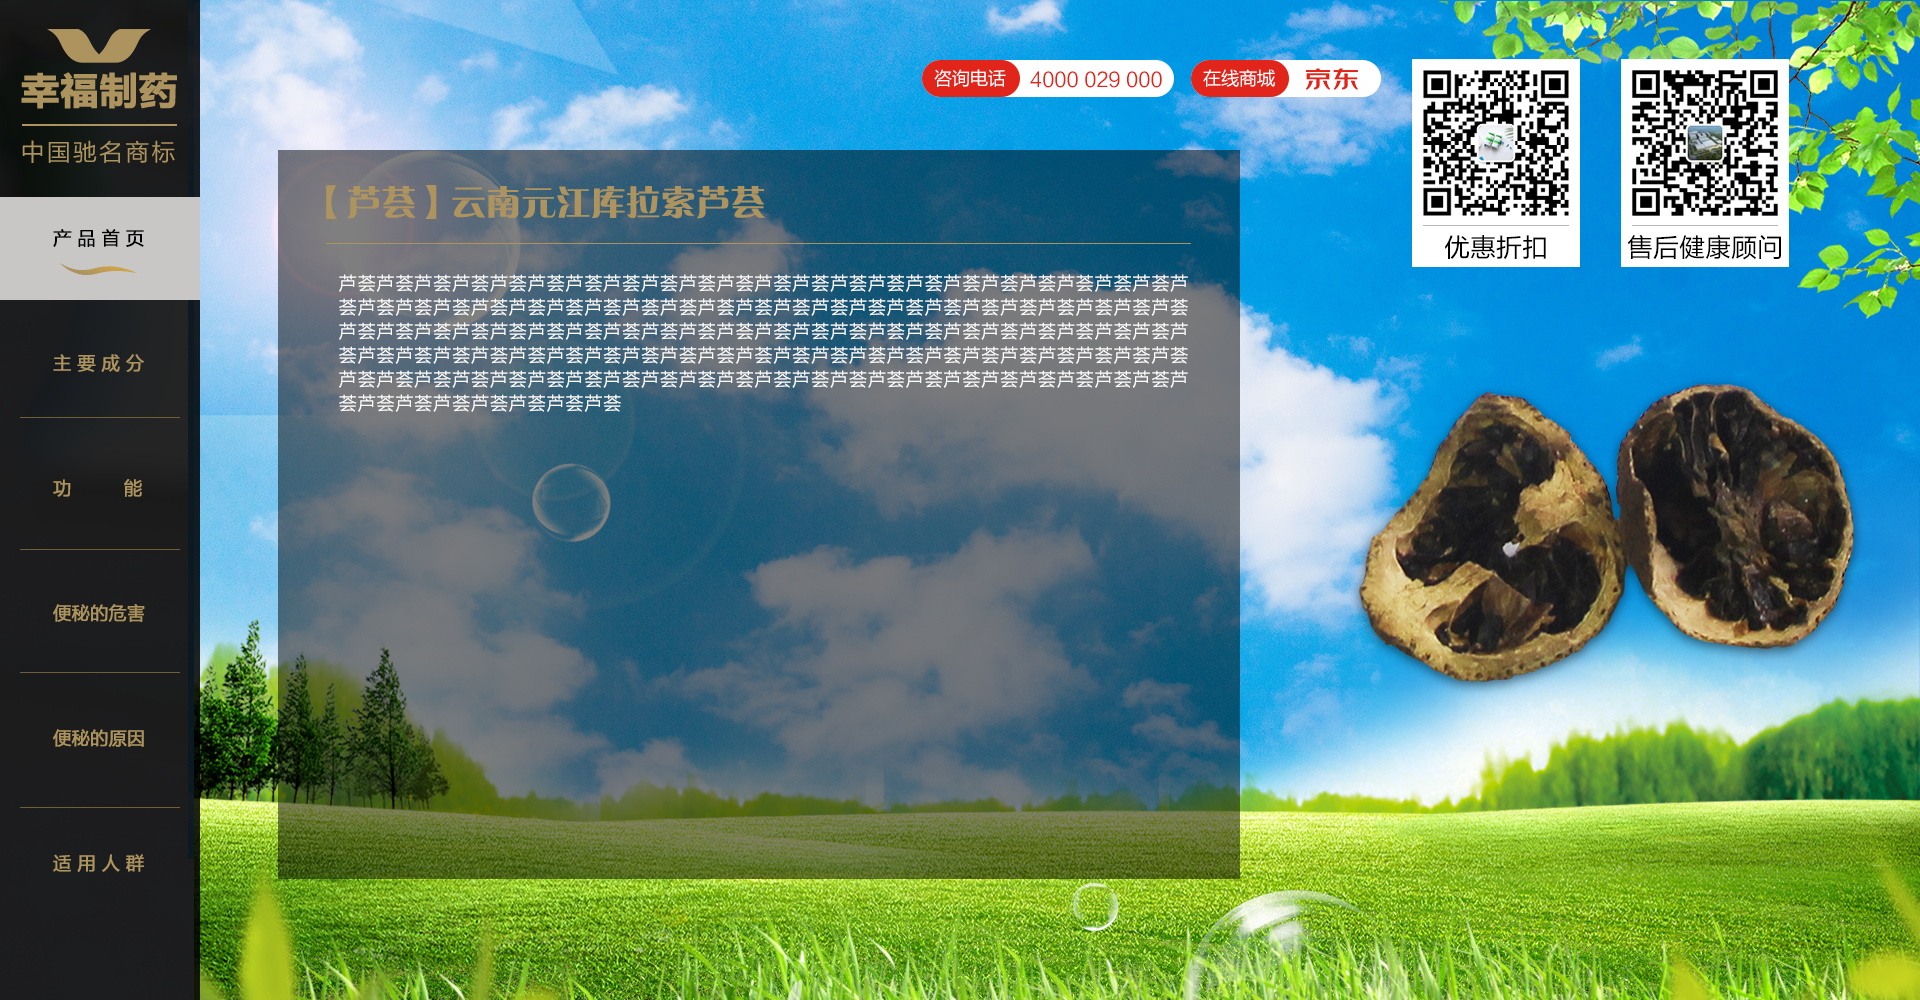 幸福制药
中国驰名商标
产品首页
主要成分
功能
便秘的危害
便秘的原因
适用人群
咨询电话 4000 029 000
在线商城 京东
优惠折扣
售后健康顾问
【芦荟】云南元江库拉索芦荟
芦荟芦荟芦荟芦荟芦荟芦荟芦荟芦荟芦荟芦荟芦荟芦荟芦荟芦荟芦荟芦荟芦荟芦荟芦荟芦荟芦荟芦荟芦
荟芦荟芦荟芦荟芦荟芦荟芦荟芦荟芦荟芦荟芦荟芦荟芦荟芦荟芦荟芦荟芦荟芦荟芦荟芦荟芦荟芦荟芦荟
芦荟芦荟芦荟芦荟芦荟芦荟芦荟芦荟芦荟芦荟芦荟芦荟芦荟芦荟芦荟芦荟芦荟芦荟芦荟芦荟芦荟芦荟芦
荟芦荟芦荟芦荟芦荟芦荟芦荟芦荟芦荟芦荟芦荟芦荟芦荟芦荟芦荟芦荟芦荟芦荟芦荟芦荟芦荟芦荟芦荟
芦荟芦荟芦荟芦荟芦荟芦荟芦荟芦荟芦荟芦荟芦荟芦荟芦荟芦荟芦荟芦荟芦荟芦荟芦荟芦荟芦荟芦荟芦
荟芦荟芦荟芦荟芦荟芦荟芦荟芦荟